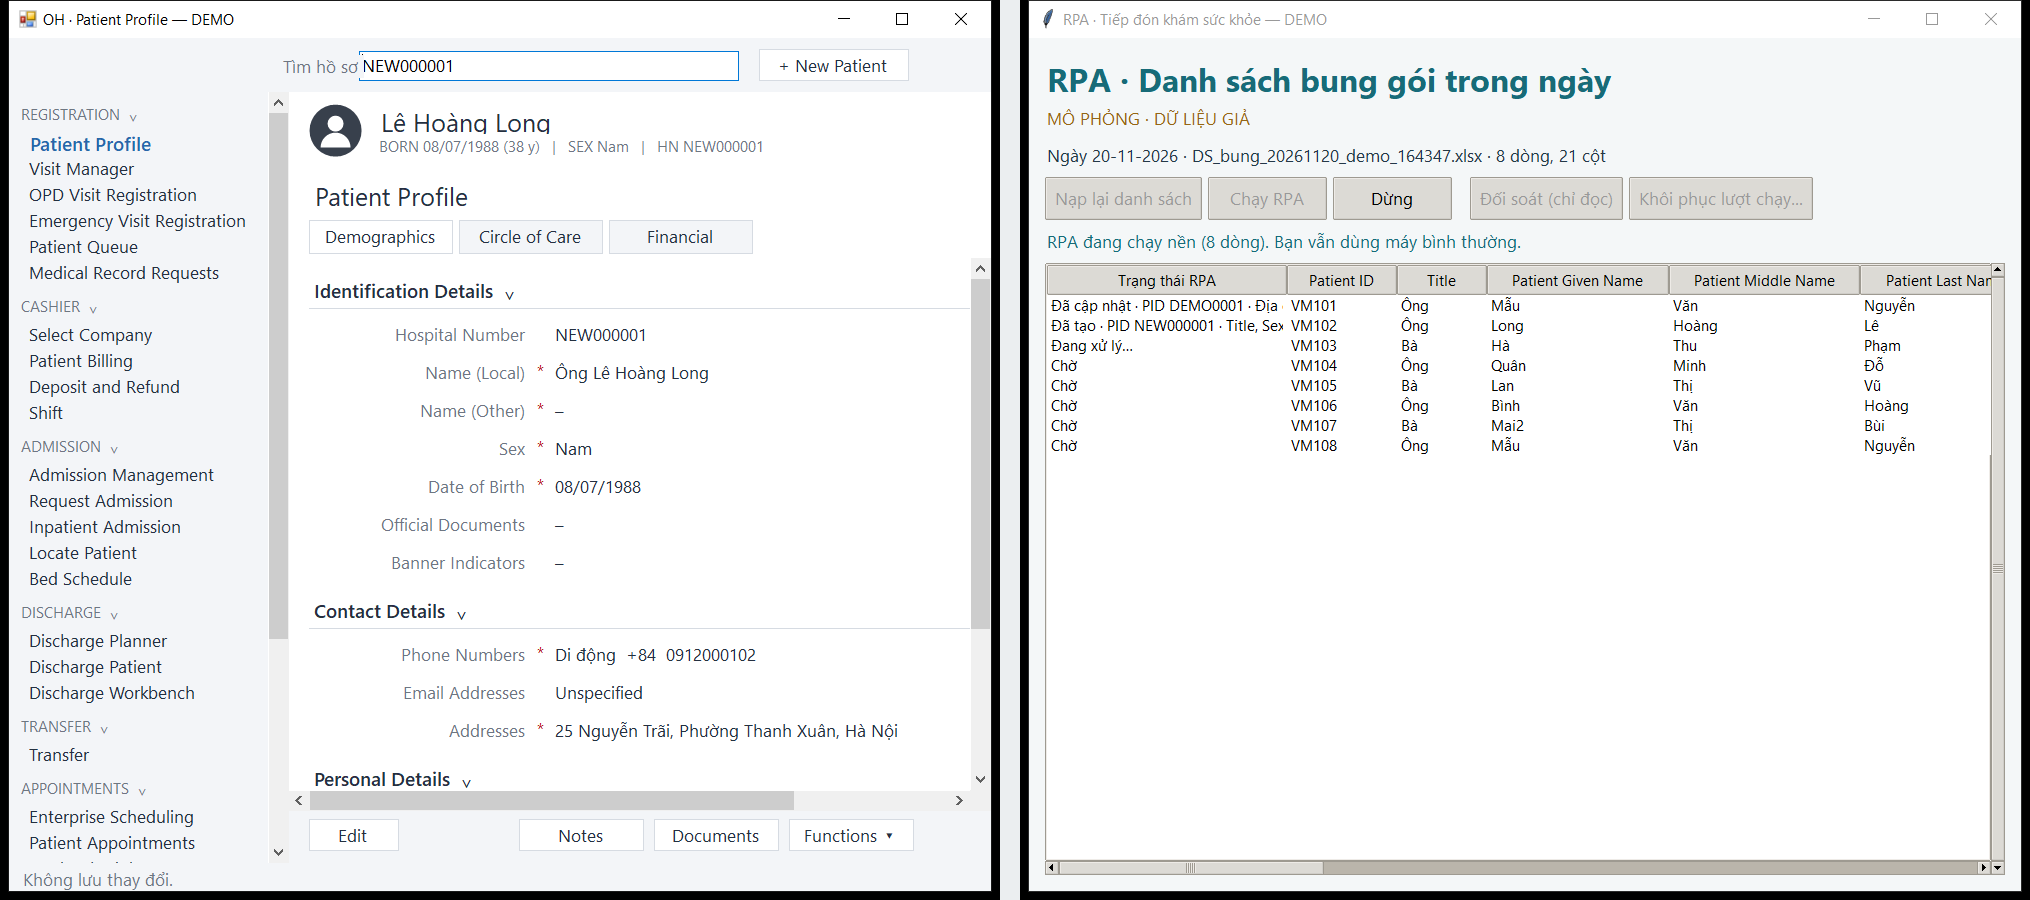 OH · Patient Profile — DEMO
Tìm hồ sơ NEW000001
+ New Patient
REGISTRATION
Patient Profile
Visit Manager
OPD Visit Registration
Emergency Visit Registration
Patient Queue
Medical Record Requests
CASHIER
Select Company
Patient Billing
Deposit and Refund
Shift
ADMISSION
Admission Management
Request Admission
Inpatient Admission
Locate Patient
Bed Schedule
DISCHARGE
Discharge Planner
Discharge Patient
Discharge Workbench
TRANSFER
Transfer
APPOINTMENTS
Enterprise Scheduling
Patient Appointments
Không lưu thay đổi.
Lê Hoàng Long
BORN 08/07/1988 (38 y) | SEX Nam | HN NEW000001
Patient Profile
Demographics Circle of Care Financial
Identification Details
Hospital Number NEW000001
Name (Local) * Ông Lê Hoàng Long
Name (Other) * –
Sex * Nam
Date of Birth * 08/07/1988
Official Documents –
Banner Indicators –
Contact Details
Phone Numbers * Di động +84 0912000102
Email Addresses Unspecified
Addresses * 25 Nguyễn Trãi, Phường Thanh Xuân, Hà Nội
Personal Details
Edit Notes Documents Functions ▾
RPA · Tiếp đón khám sức khỏe — DEMO
RPA · Danh sách bung gói trong ngày
MÔ PHỎNG · DỮ LIỆU GIẢ
Ngày 20-11-2026 · DS_bung_20261120_demo_164347.xlsx · 8 dòng, 21 cột
Nạp lại danh sách Chạy RPA Dừng Đối soát (chỉ đọc) Khôi phục lượt chạy...
RPA đang chạy nền (8 dòng). Bạn vẫn dùng máy bình thường.
Trạng thái RPA Patient ID Title Patient Given Name Patient Middle Name Patient Last Nam
Đã cập nhật · PID DEMO0001 · Địa VM101 Ông Mẫu Văn Nguyễn
Đã tạo · PID NEW000001 · Title, Sex VM102 Ông Long Hoàng Lê
Đang xử lý... VM103 Bà Hà Thu Phạm
Chờ VM104 Ông Quân Minh Đỗ
Chờ VM105 Bà Lan Thị Vũ
Chờ VM106 Ông Bình Văn Hoàng
Chờ VM107 Bà Mai2 Thị Bùi
Chờ VM108 Ông Mẫu Văn Nguyễn